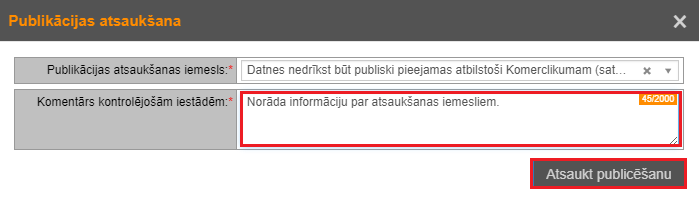 Publikācijas atsaukšana
Publikācijas atsaukšanas iemesls:* Datnes nedrīkst būt publiski pieejamas atbilstoši Komerclikumam (sat...
Komentārs kontrolējošām iestādēm:* Norāda informāciju par atsaukšanas iemesliem. 45/2000
Atsaukt publicēšanu